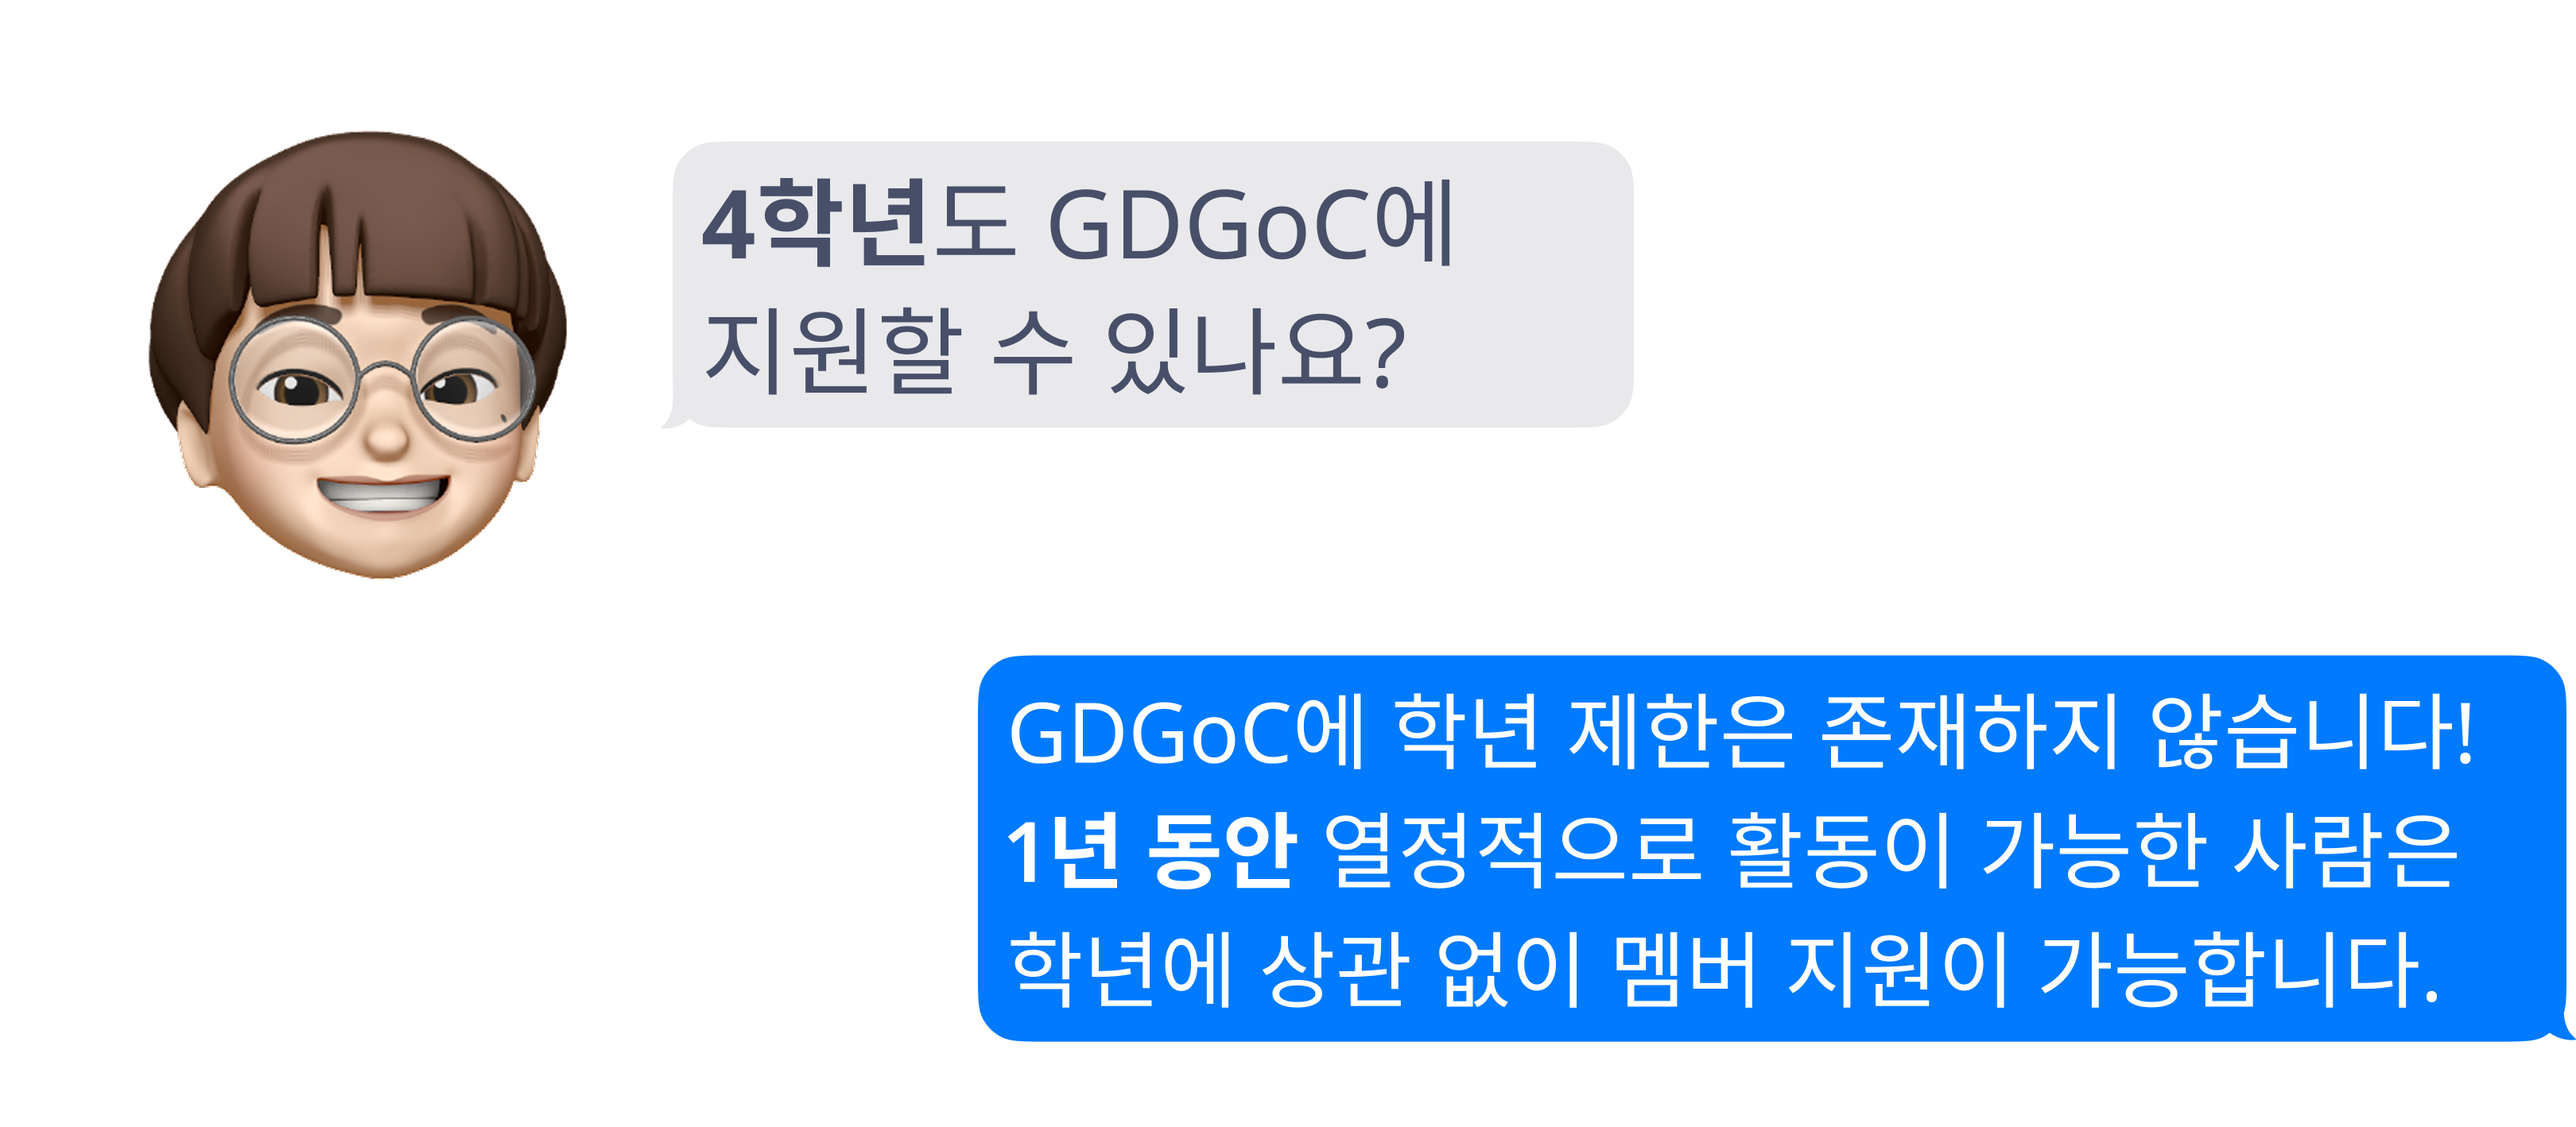 4학년도 GDGoC에
지원할 수 있나요?
GDGoC에 학년 제한은 존재하지 않습니다!
1년 동안 열정적으로 활동이 가능한 사람은
학년에 상관 없이 멤버 지원이 가능합니다.